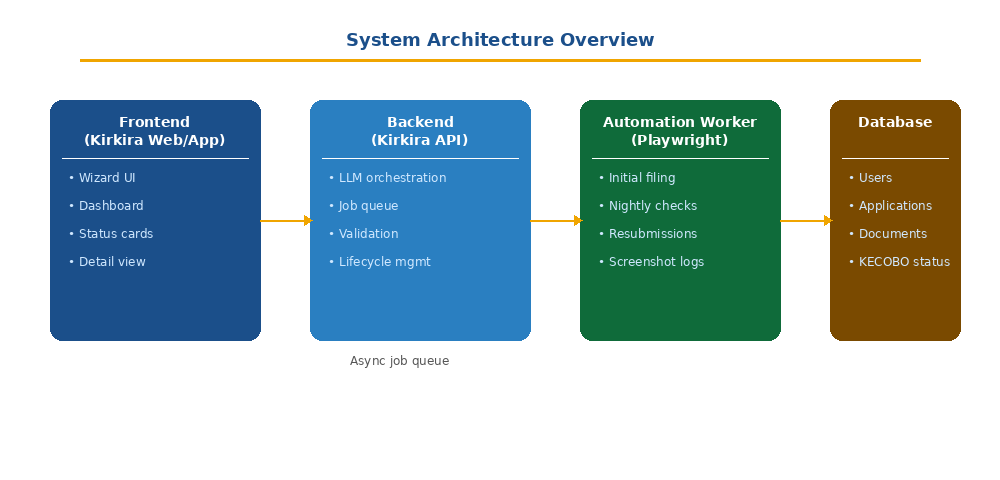 System Architecture Overview
Frontend
(Kirkira Web/App)
• Wizard UI
• Dashboard
• Status cards
• Detail view
Backend
(Kirkira API)
• LLM orchestration
• Job queue
• Validation
• Lifecycle mgmt
Automation Worker
(Playwright)
• Initial filing
• Nightly checks
• Resubmissions
• Screenshot logs
Database
• Users
• Applications
• Documents
• KECOBO status
Async job queue